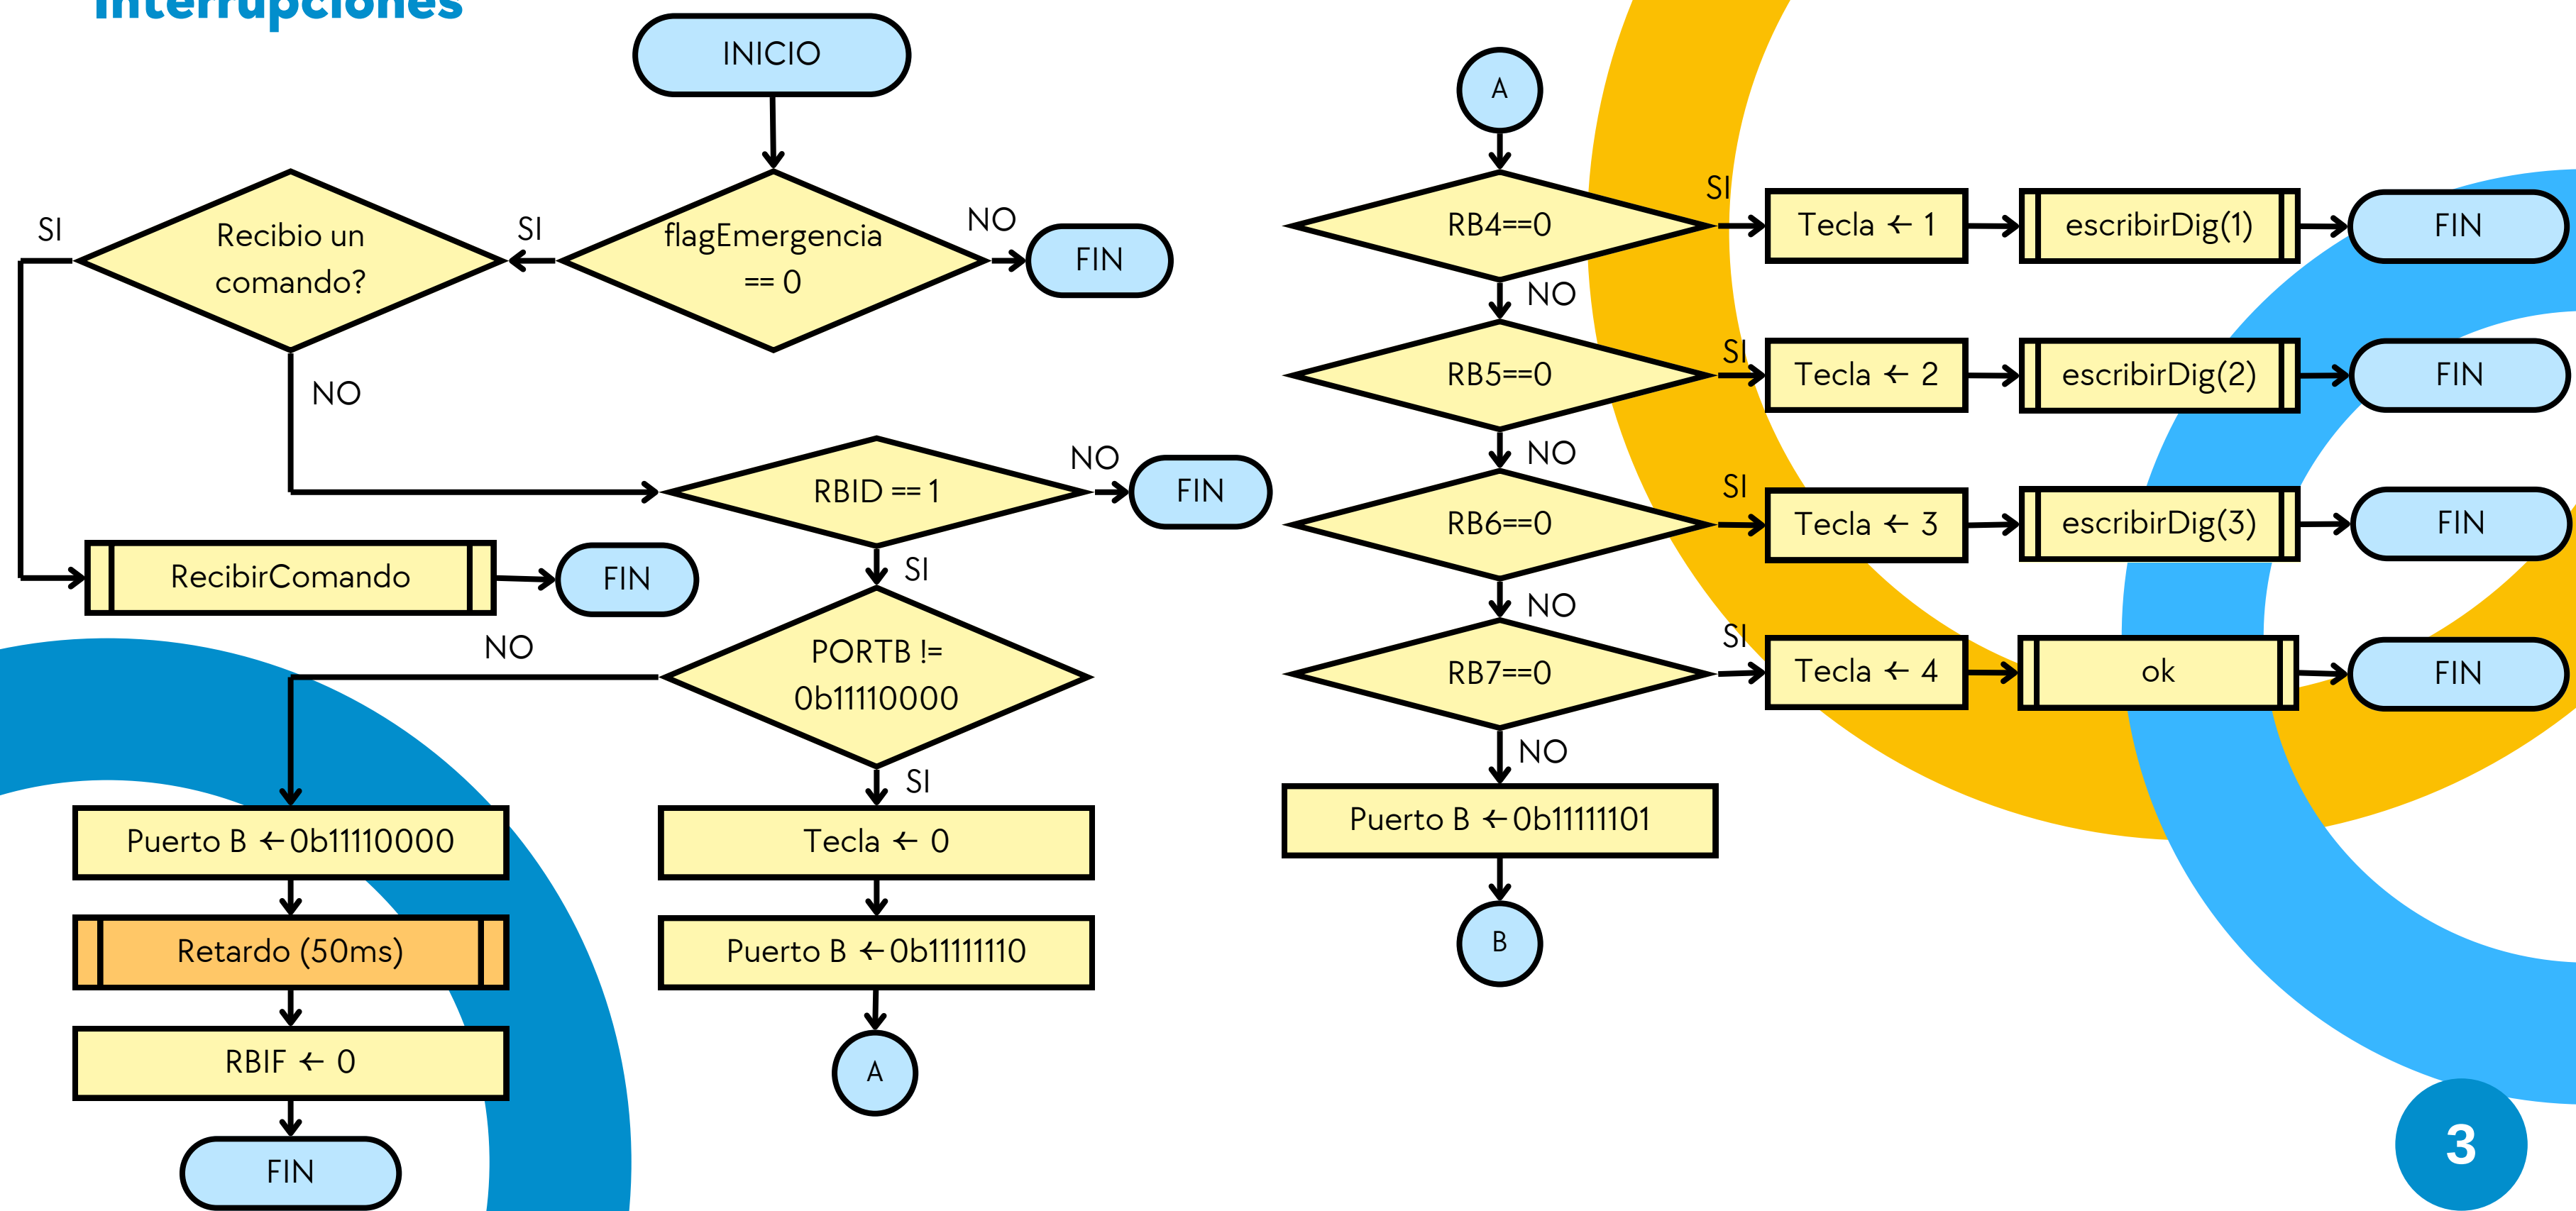 Interrupciones
INICIO
flagEmergencia
== 0
NO
FIN
SI
Recibio un
comando?
SI
NO
RecibirComando
FIN
RBID == 1
NO
FIN
SI
PORTB !=
0b11110000
NO
SI
Puerto B ←0b11110000
Retardo (50ms)
RBIF ← 0
FIN
Tecla ← 0
Puerto B ←0b11111110
A
A
RB4==0
SI
Tecla ← 1
escribirDig(1)
FIN
NO
RB5==0
SI
Tecla ← 2
escribirDig(2)
FIN
NO
RB6==0
SI
Tecla ← 3
escribirDig(3)
FIN
NO
RB7==0
SI
Tecla ← 4
ok
FIN
NO
Puerto B ←0b11111101
B
3